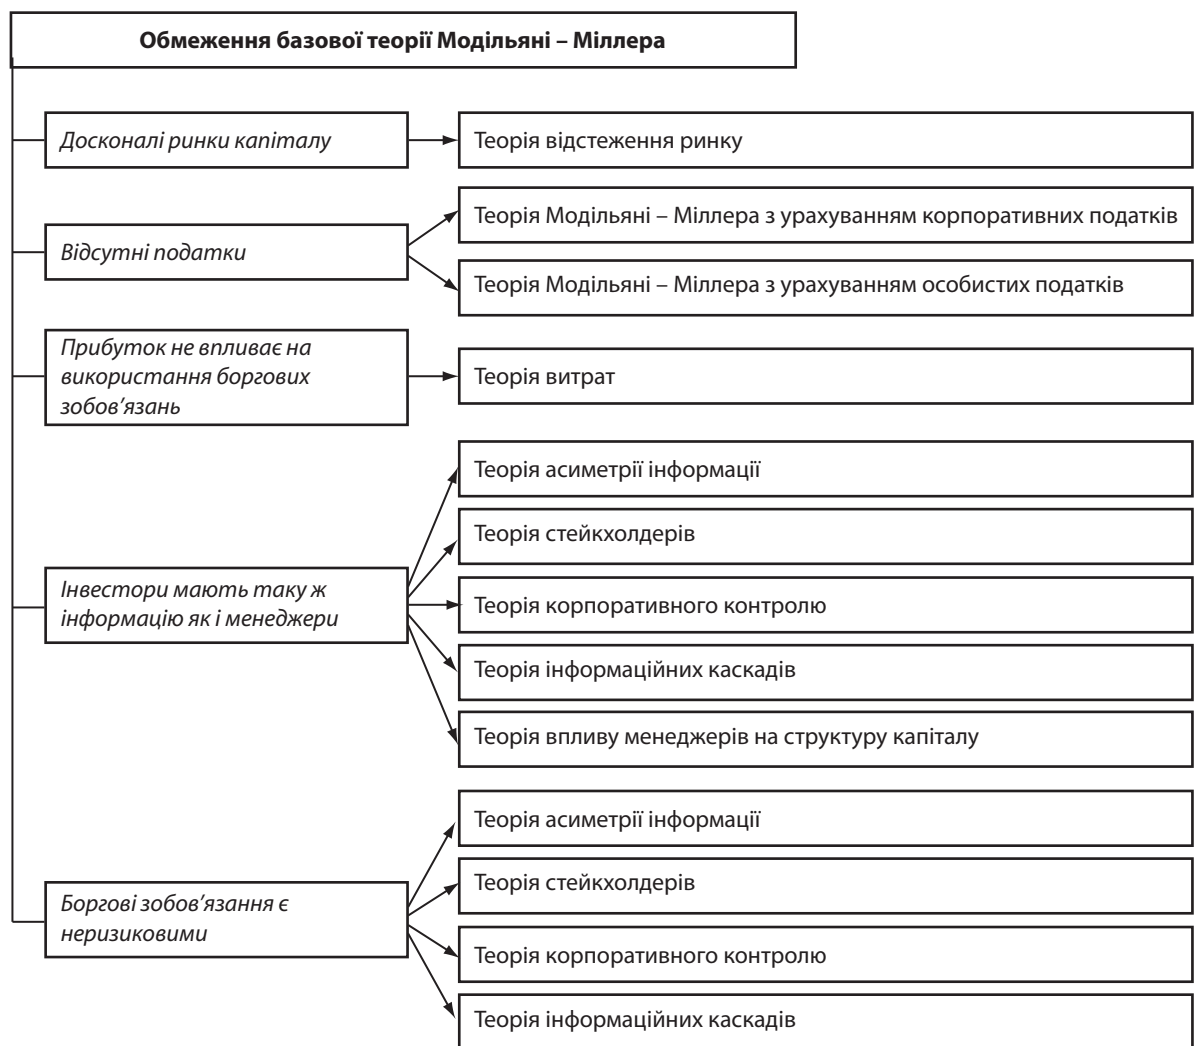 Обмеження базової теорії Модільяні – Міллера
Досконалі ринки капіталу
Теорія відстеження ринку
Відсутні податки
Теорія Модільяні – Міллера з урахуванням корпоративних податків
Теорія Модільяні – Міллера з урахуванням особистих податків
Прибуток не впливає на
використання боргових
зобов'язань
Теорія витрат
Інвестори мають таку ж
інформацію як і менеджери
Теорія асиметрії інформації
Теорія стейкхолдерів
Теорія корпоративного контролю
Теорія інформаційних каскадів
Теорія впливу менеджерів на структуру капіталу
Боргові зобов'язання є
неризиковими
Теорія асиметрії інформації
Теорія стейкхолдерів
Теорія корпоративного контролю
Теорія інформаційних каскадів